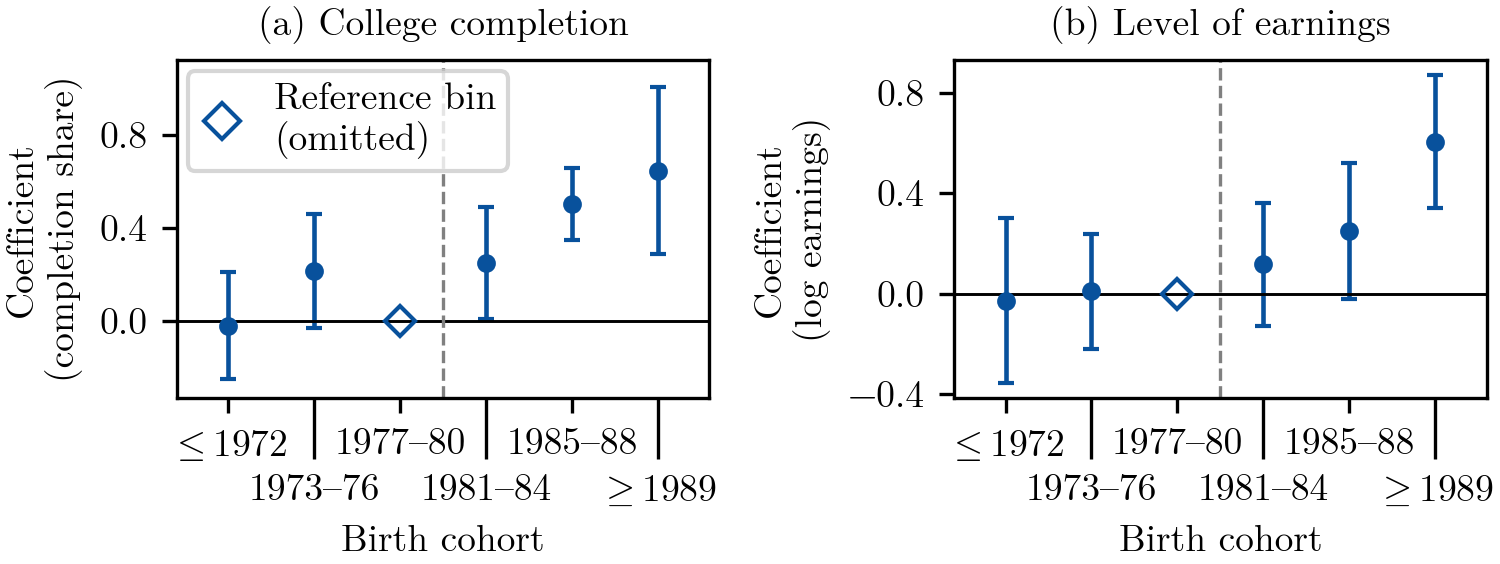 (a) College completion
Coefficient
(completion share)
0.8
0.4
0.0
Reference bin
(omitted)
≤ 1972
1973–76
1977–80
1981–84
1985–88
≥ 1989
Birth cohort
(b) Level of earnings
Coefficient
(log earnings)
0.8
0.4
0.0
−0.4
≤ 1972
1973–76
1977–80
1981–84
1985–88
≥ 1989
Birth cohort